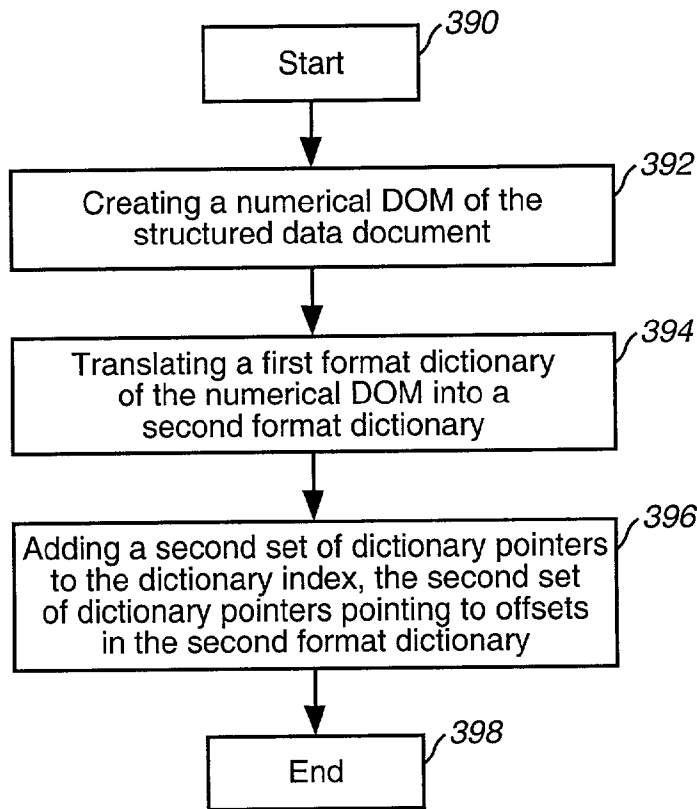 390
Start
392
Creating a numerical DOM of the
structured data document
394
Translating a first format dictionary
of the numerical DOM into a
second format dictionary
396
Adding a second set of dictionary pointers
to the dictionary index, the second set
of dictionary pointers pointing to offsets
in the second format dictionary
398
End